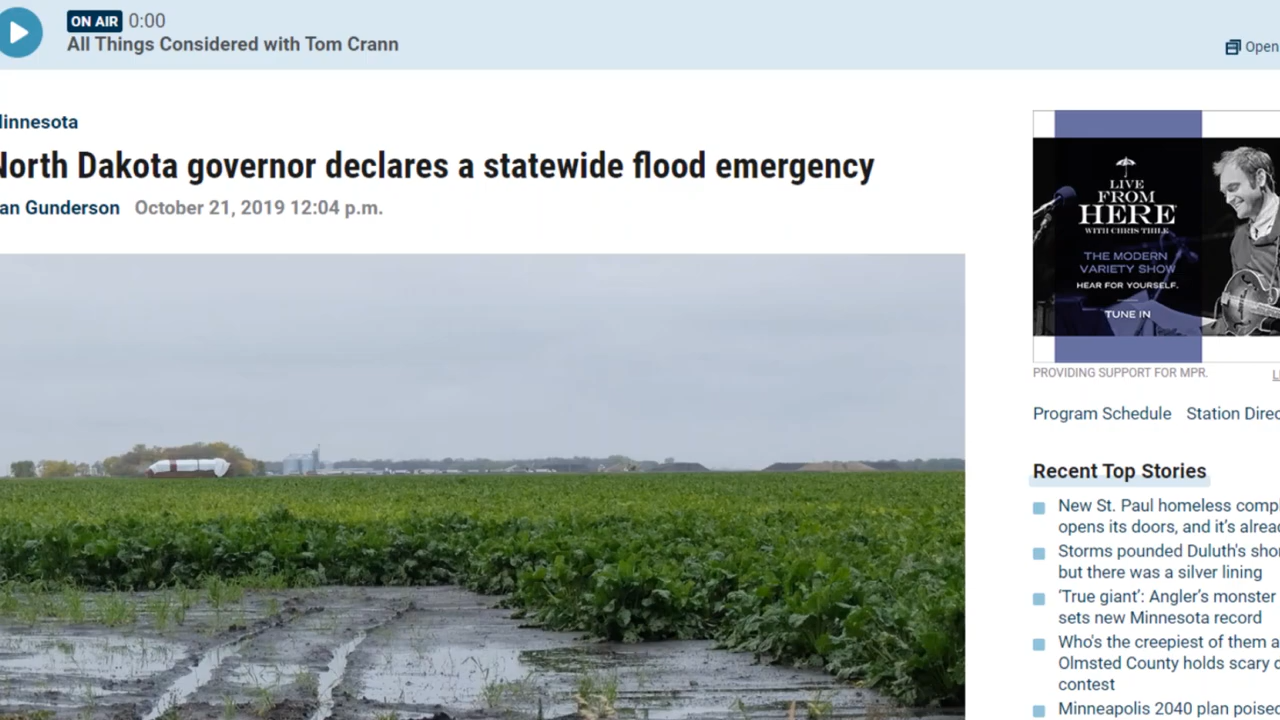 ON AIR 0:00
All Things Considered with Tom Crann
Open
innesota
North Dakota governor declares a statewide flood emergency
an Gunderson October 21, 2019 12:04 p.m.
LIVE
FROM
HERE
WITH CHRIS THILE
THE MODERN
VARIETY SHOW
HEAR FOR YOURSELF.
TUNE IN
PROVIDING SUPPORT FOR MPR.
Program Schedule Station Direc
Recent Top Stories
New St. Paul homeless compl
opens its doors, and it's alrea
Storms pounded Duluth's sho
but there was a silver lining
'True giant': Angler's monster
sets new Minnesota record
Who's the creepiest of them a
Olmsted County holds scary c
contest
Minneapolis 2040 plan poised